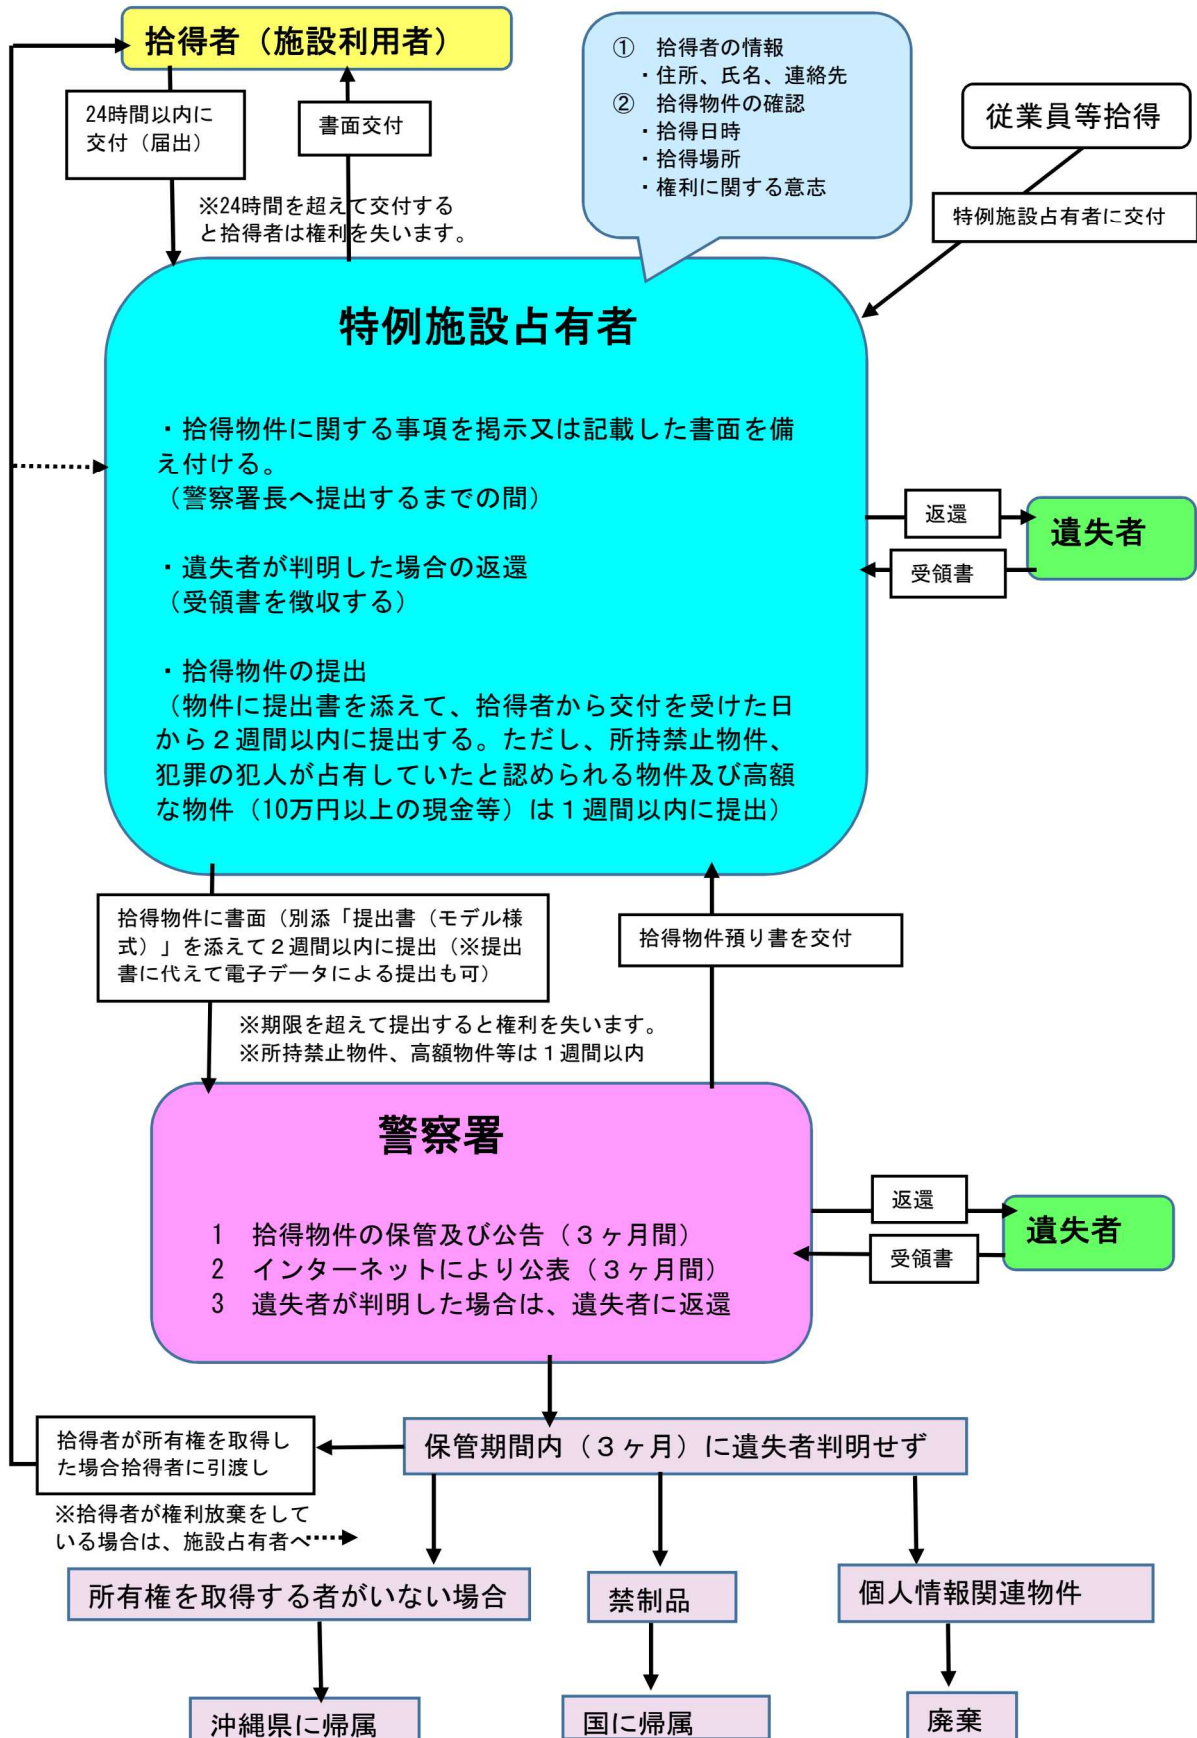 拾得者（施設利用者）
24時間以内に
交付（届出）
書面交付
※24時間を超えて交付する
と拾得者は権利を失います。
①　拾得者の情報
・住所、氏名、連絡先
②　拾得物件の確認
・拾得日時
・拾得場所
・権利に関する意志
従業員等拾得
特例施設占有者に交付
特例施設占有者
・拾得物件に関する事項を掲示又は記載した書面を備
え付ける。
（警察署長へ提出するまでの間）
・遺失者が判明した場合の返還
（受領書を徴収する）
・拾得物件の提出
（物件に提出書を添えて、拾得者から交付を受けた日
から２週間以内に提出する。ただし、所持禁止物件、
犯罪の犯人が占有していたと認められる物件及び高額
な物件（10万円以上の現金等）は１週間以内に提出）
返還
受領書
遺失者
拾得物件に書面（別添「提出書（モデル様
式）」を添えて２週間以内に提出（※提出
書に代えて電子データによる提出も可）
拾得物件預り書を交付
※期限を超えて提出すると権利を失います。
※所持禁止物件、高額物件等は１週間以内
警察署
1　拾得物件の保管及び公告（３ヶ月間）
2　インターネットにより公表（３ヶ月間）
3　遺失者が判明した場合は、遺失者に返還
返還
受領書
遺失者
拾得者が所有権を取得し
た場合拾得者に引渡し
保管期間内（３ヶ月）に遺失者判明せず
※拾得者が権利放棄をして
いる場合は、施設占有者へ
所有権を取得する者がいない場合
禁制品
個人情報関連物件
沖縄県に帰属
国に帰属
廃棄